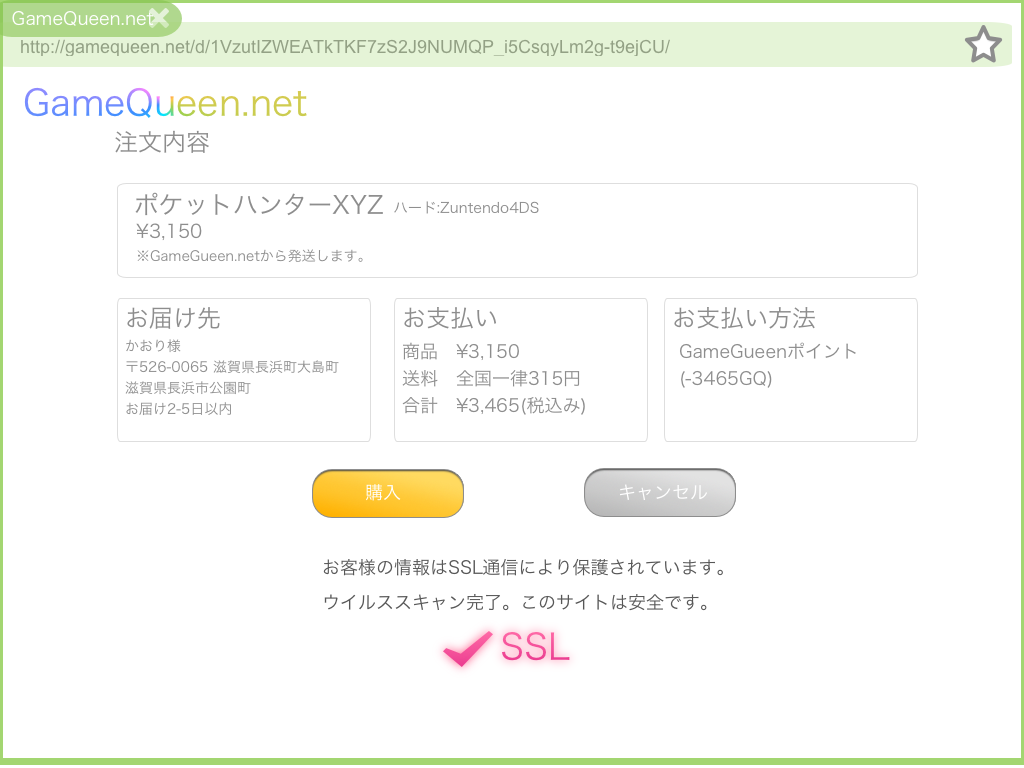 GameQueen.net
http://gamequeen.net/d/1VzutIZWEATkTKF7zS2J9NUMQP_i5CsqyLm2g-t9ejCU/
GameQueen.net
注文内容
ポケットハンターXYZ ハード:Zuntendo4DS
¥3,150
※GameGueen.netから発送します。
お届け先
かおり様
〒526-0065 滋賀県長浜町大島町
滋賀県長浜市公園町
お届け2-5日以内
お支払い
商品 ¥3,150
送料 全国一律315円
合計 ¥3,465(税込み)
お支払い方法
GameGueenポイント
(-3465GQ)
購入
キャンセル
お客様の情報はSSL通信により保護されています。
ウイルススキャン完了。このサイトは安全です。
SSL